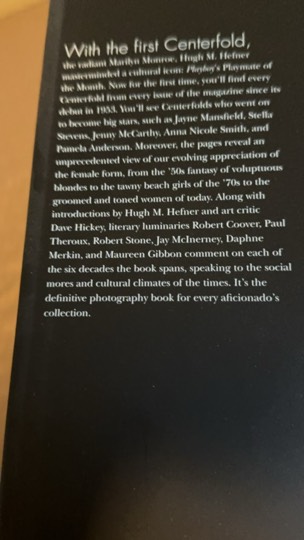 With the first Centerfold,
the radiant Marilyn Monroe, Hugh M. Hefner
masterminded a cultural icon: Playboy's Playmate of
the Month. Now for the first time, you'll find every
Centerfold from every issue of the magazine since its
debut in 1953. You'll see Centerfolds who went on
to become big stars, such as Jayne Mansfield, Stella
Stevens, Jenny McCarthy, Anna Nicole Smith, and
Pamela Anderson. Moreover, the pages reveal an
unprecedented view of our evolving appreciation of
the female form, from the '50s fantasy of voluptuous
blondes to the tawny beach girls of the '70s to the
groomed and toned women of today. Along with
introductions by Hugh M. Hefner and art critic
Dave Hickey, literary luminaries Robert Coover, Paul
Theroux, Robert Stone, Jay McInerney, Daphne
Merkin, and Maureen Gibbon comment on each of
the six decades the book spans, speaking to the social
mores and cultural climates of the times. It's the
definitive photography book for every aficionado's
collection.